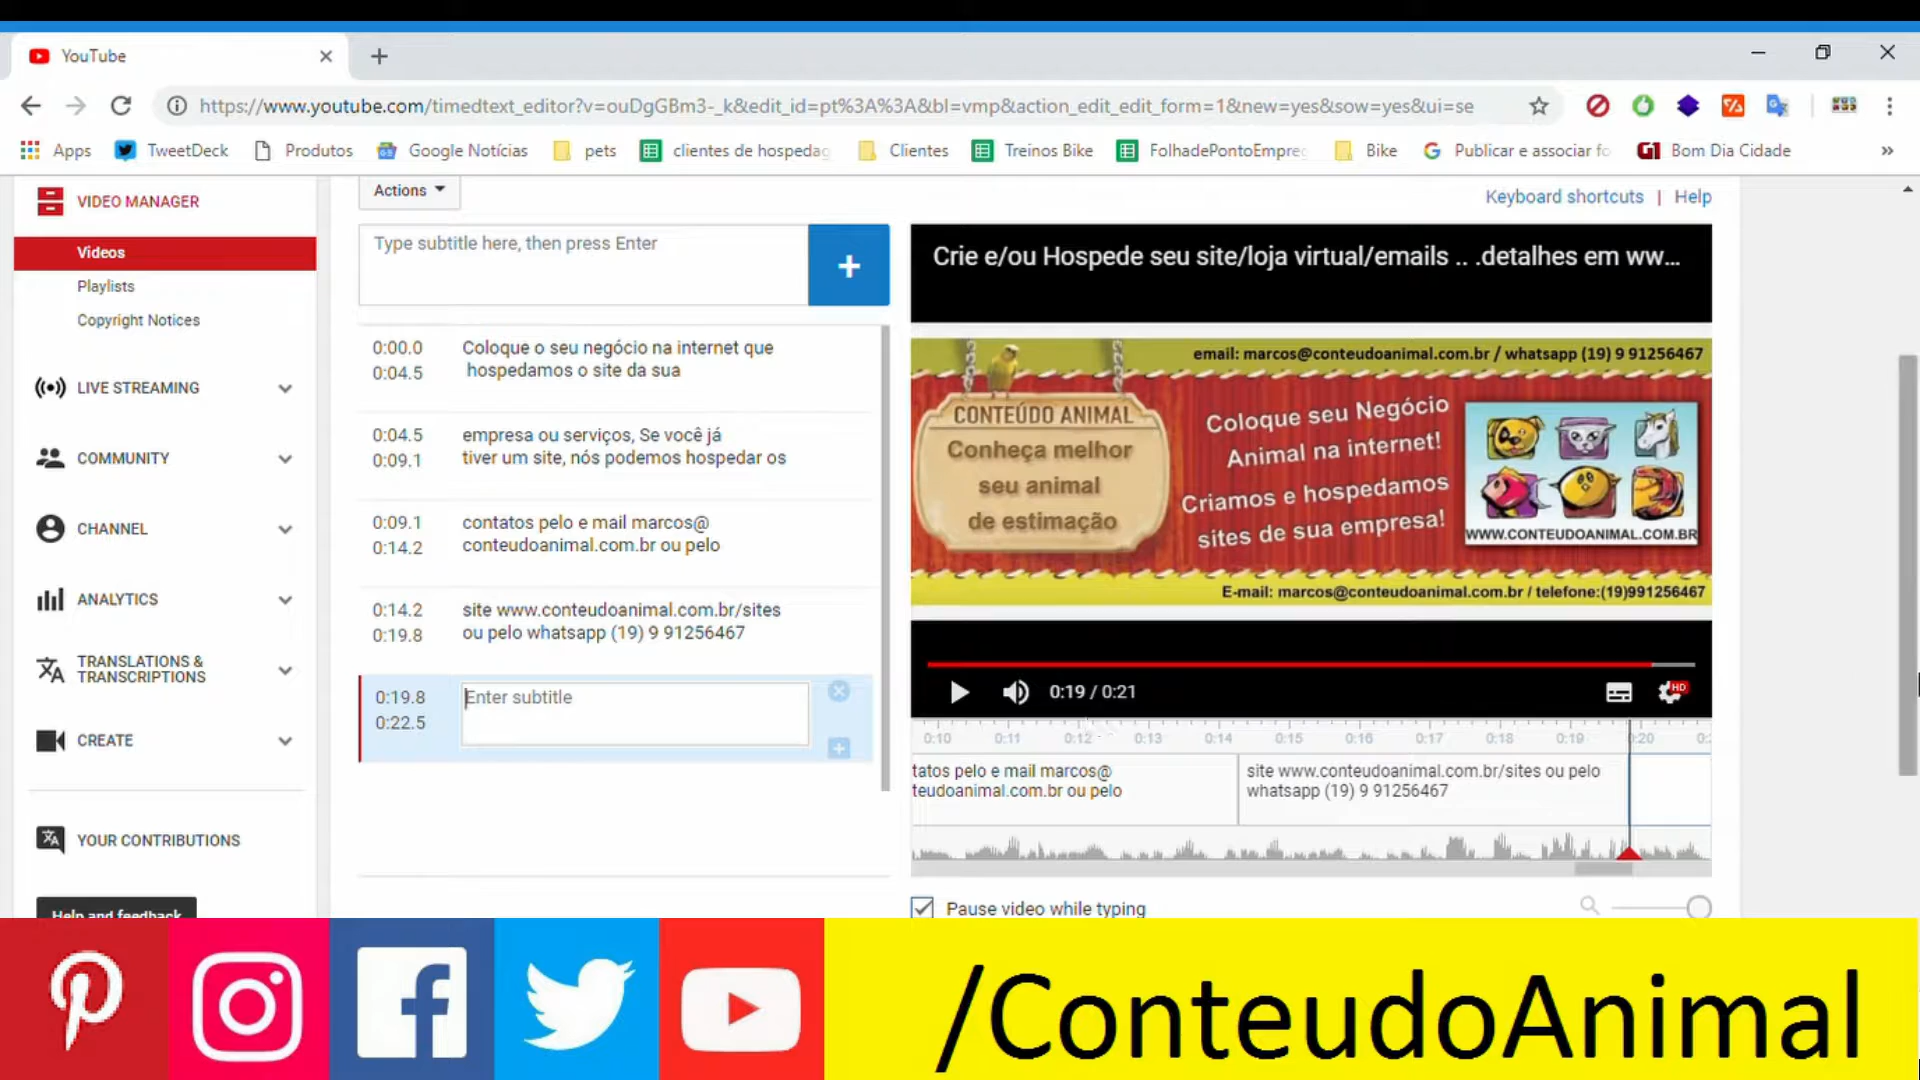 YouTube
https://www.youtube.com/timedtext_editor?v=ouDgGBm3-_k&edit_id=pt%3A%3A&bl=vmp&action_edit_edit_form=1&new=yes&sow=yes&ui=se
Apps
TweetDeck
Produtos
Google Notícias
pets
clientes de hospedag
Clientes
Treinos Bike
FolhadePontoEmprec
Bike
Publicar e associar fo
G1
Bom Dia Cidade
»
VIDEO MANAGER
Videos
Playlists
Copyright Notices
LIVE STREAMING
COMMUNITY
CHANNEL
ANALYTICS
TRANSLATIONS &
TRANSCRIPTIONS
CREATE
YOUR CONTRIBUTIONS
Help and feedback
Actions
Keyboard shortcuts | Help
Type subtitle here, then press Enter
+
0:00.0 Coloque o seu negócio na internet que
0:04.5 hospedamos o site da sua
0:04.5 empresa ou serviços, Se você já
0:09.1 tiver um site, nós podemos hospedar os
0:09.1 contatos pelo e mail marcos@
0:14.2 conteudoanimal.com.br ou pelo
0:14.2 site www.conteudoanimal.com.br/sites
0:19.8 ou pelo whatsapp (19) 9 91256467
0:19.8 Enter subtitle
0:22.5
Crie e/ou Hospede seu site/loja virtual/emails .. .detalhes em ww...
email: marcos@conteudoanimal.com.br / whatsapp (19) 9 91256467
CONTEÚDO ANIMAL
Conheça melhor
seu animal
de estimação
Coloque seu Negócio
Animal na internet!
Criamos e hospedamos
sites de sua empresa!
WWW.CONTEUDOANIMAL.COM.BR
E-mail: marcos@conteudoanimal.com.br / telefone:(19)991256467
0:19 / 0:21
HD
0:10 0:11 0:12 0:13 0:14 0:15 0:16 0:17 0:18 0:19 0:20
tatos pelo e mail marcos@
teudoanimal.com.br ou pelo
site www.conteudoanimal.com.br/sites ou pelo
whatsapp (19) 9 91256467
Pause video while typing
/ConteudoAnimal